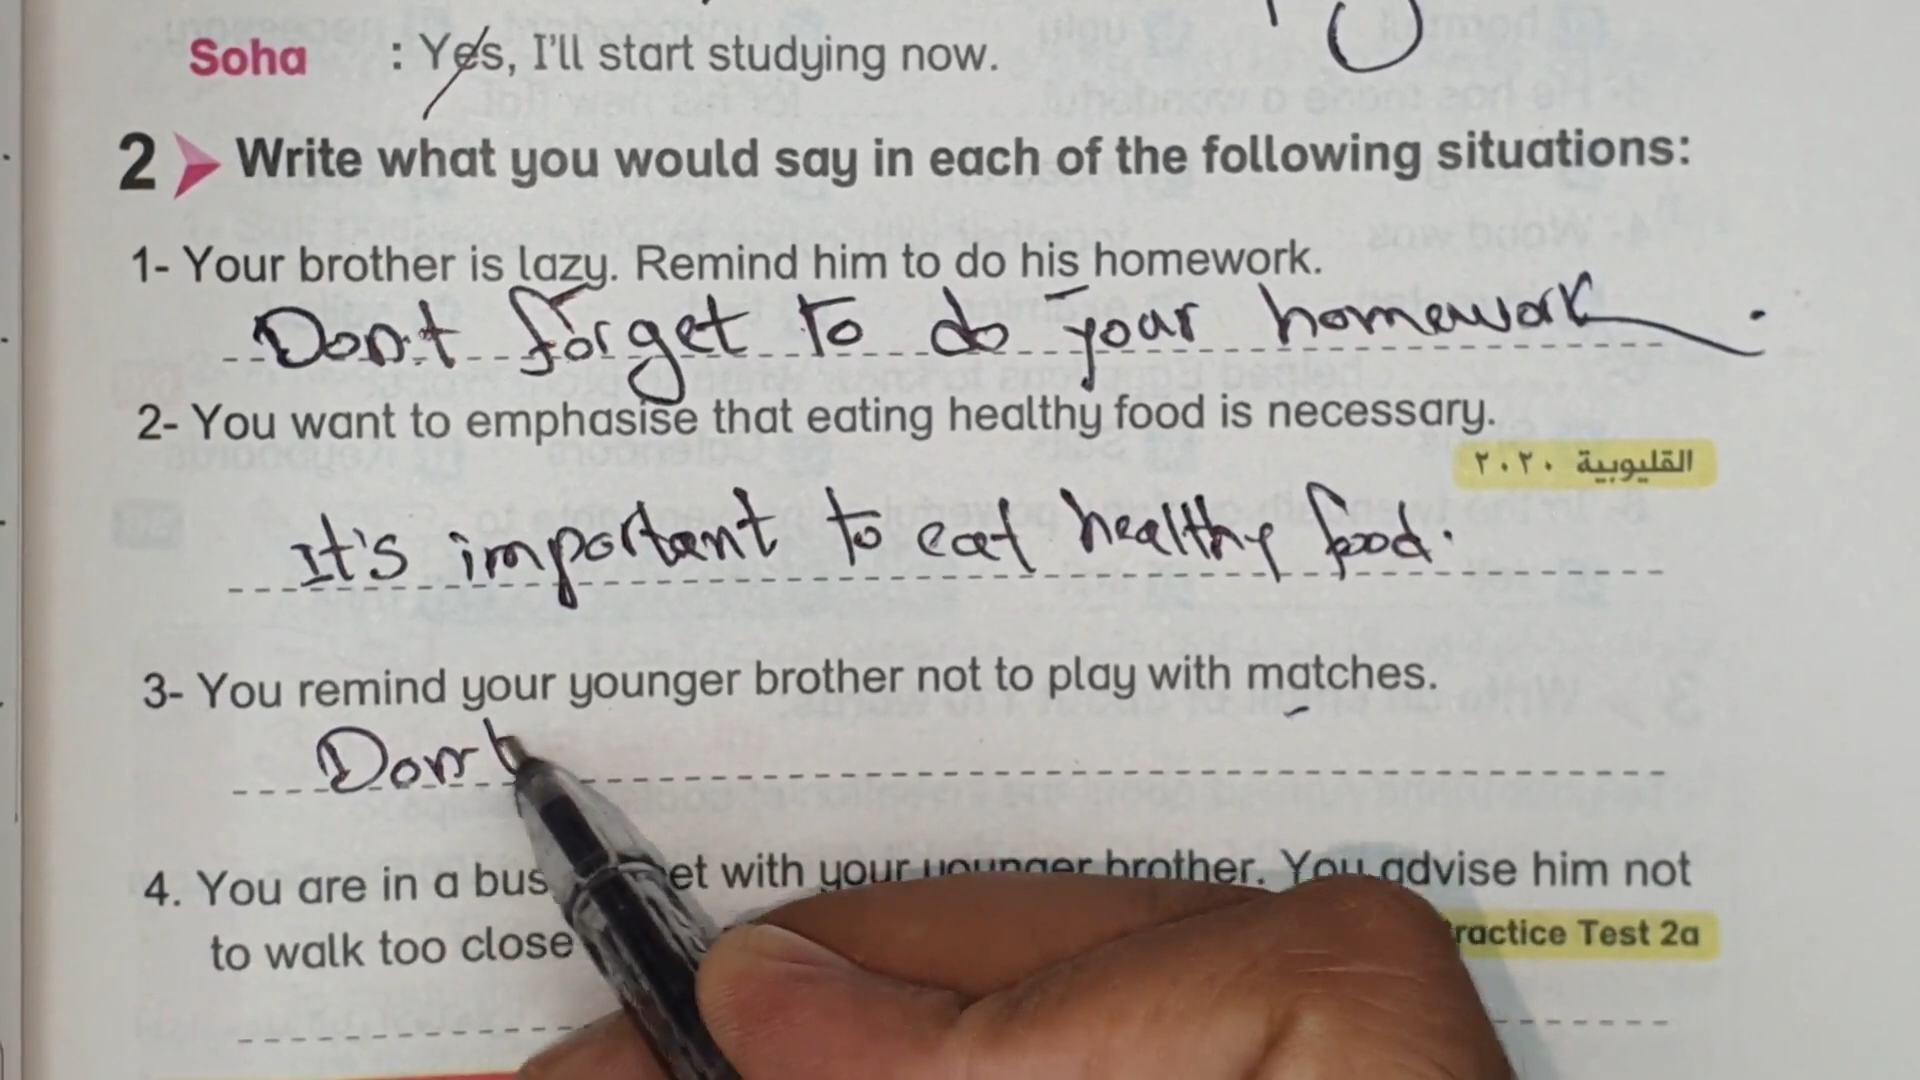 Soha : Yes, I'll start studying now.
2 Write what you would say in each of the following situations:
1- Your brother is lazy. Remind him to do his homework.
Don't forget to do your homework.
2- You want to emphasise that eating healthy food is necessary.
القليوبية ٢٠٢٠
It's important to eat healthy food.
3- You remind your younger brother not to play with matches.
Don't
4. You are in a bus with your younger brother. You advise him not
to walk too close
ractice Test 2a